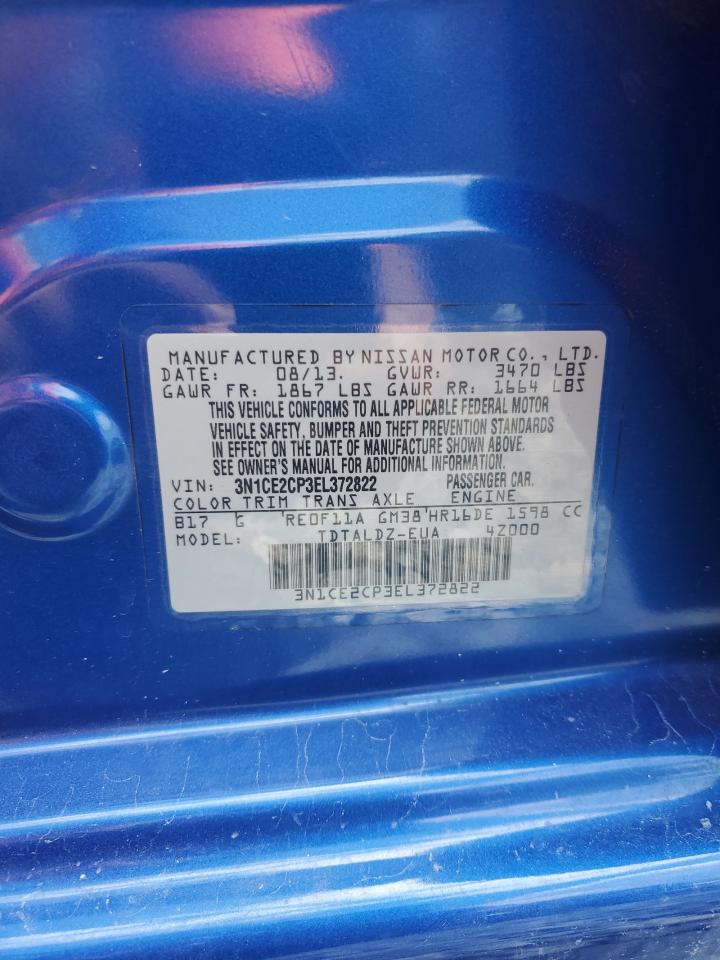 MANUFACTURED BY NISSAN MOTOR CO., LTD.
DATE: 08/13. GVWR: 3470 LBS
GAWR FR: 1867 LBS GAWR RR: 1664 LBS
THIS VEHICLE CONFORMS TO ALL APPLICABLE FEDERAL MOTOR
VEHICLE SAFETY, BUMPER AND THEFT PREVENTION STANDARDS
IN EFFECT ON THE DATE OF MANUFACTURE SHOWN ABOVE.
SEE OWNER'S MANUAL FOR ADDITIONAL INFORMATION.
VIN: 3N1CE2CP3EL372822 PASSENGER CAR.
COLOR TRIM TRANS AXLE ENGINE
B17 G RE0F11A GM38 HR16DE 1598 CC
MODEL: TDTALDZ-EUA 4Z000
3N1CE2CP3EL372822